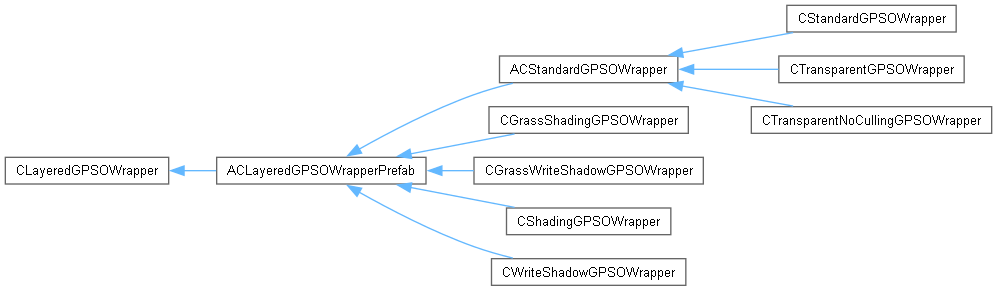 CStandardGPSOWrapper
ACStandardGPSOWrapper
CTransparentGPSOWrapper
CTransparentNoCullingGPSOWrapper
CGrassShadingGPSOWrapper
CLayeredGPSOWrapper
ACLayeredGPSOWrapperPrefab
CGrassWriteShadowGPSOWrapper
CShadingGPSOWrapper
CWriteShadowGPSOWrapper